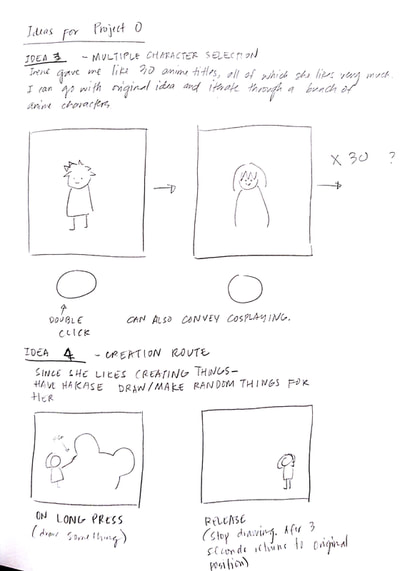 Ideas for Project 0
IDEA 3 - MULTIPLE CHARACTER SELECTION
Irene gave me like 30 anime titles, all of which she likes very much.
I can go with original idea and iterate through a bunch of
anime characters
X 30 ?
DOUBLE
CLICK
CAN ALSO CONVEY COSPLAYING.
IDEA 4 - CREATION ROUTE
SINCE SHE LIKES CREATING THINGS-
HAVE DRAW/MAKE RANDOM THINGS FOR
HER
ON LONG PRESS
(draw something)
RELEASE
(stop drawing. After 3
seconds returns to original
position)